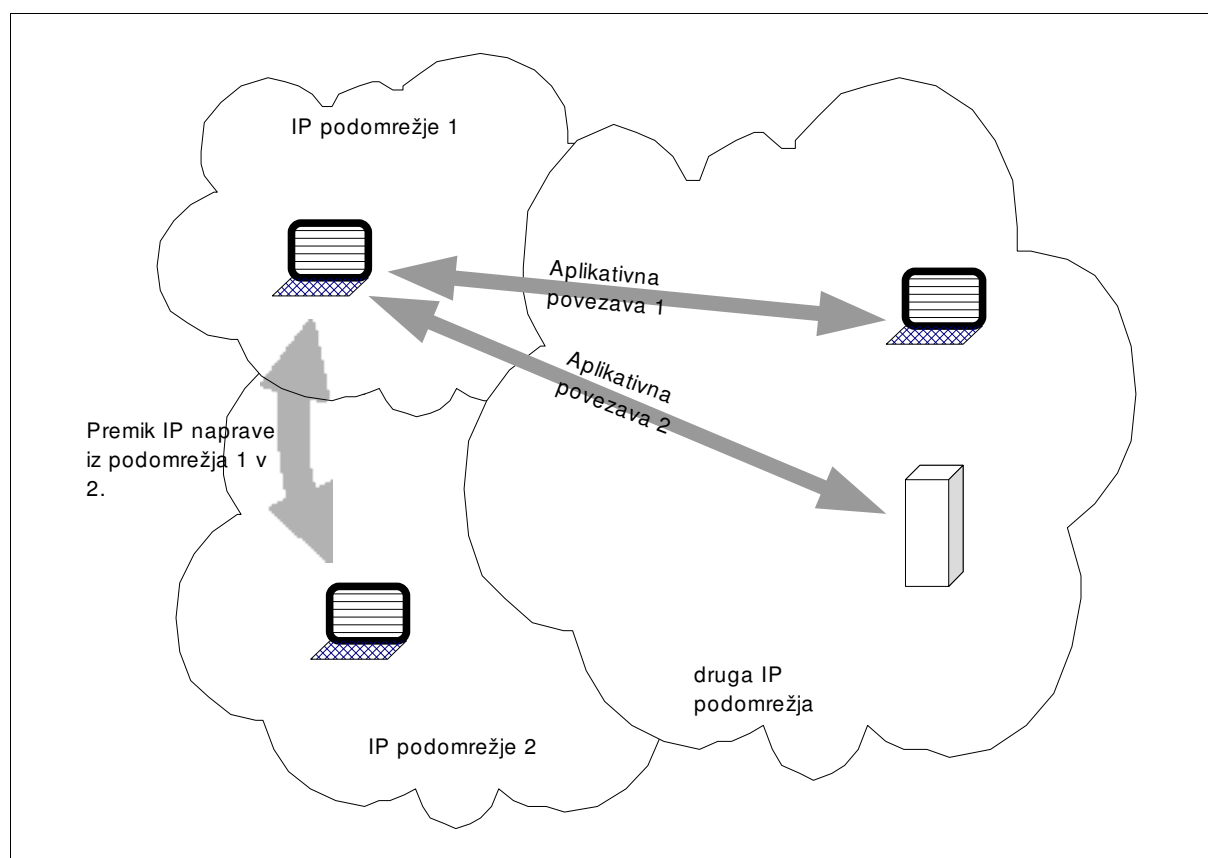 IP podomrežje 1
Aplikativna
povezava 1
Aplikativna
povezava 2
Premik IP naprave
iz podomrežja 1 v
2.
druga IP
podomrežja
IP podomrežje 2